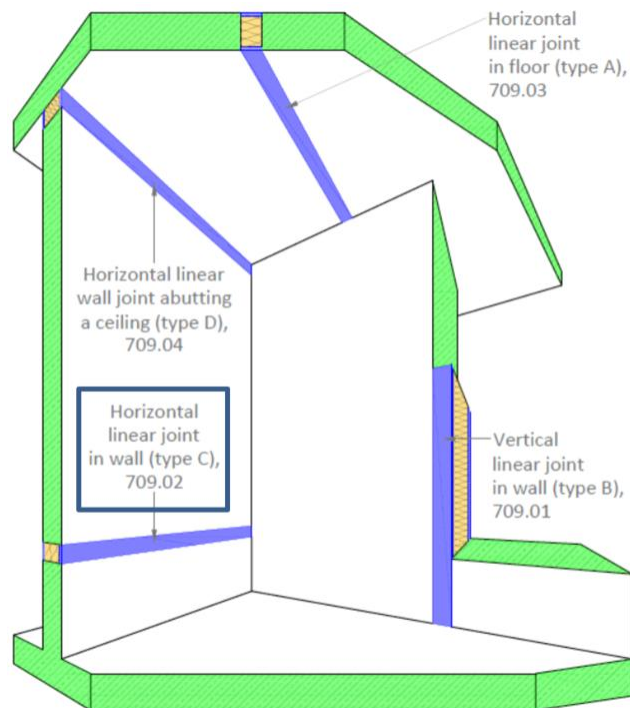 Horizontal
linear joint
in floor (type A),
709.03
Horizontal linear
wall joint abutting
a ceiling (type D),
709.04
Horizontal
linear joint
in wall (type C),
709.02
Vertical
linear joint
in wall (type B),
709.01